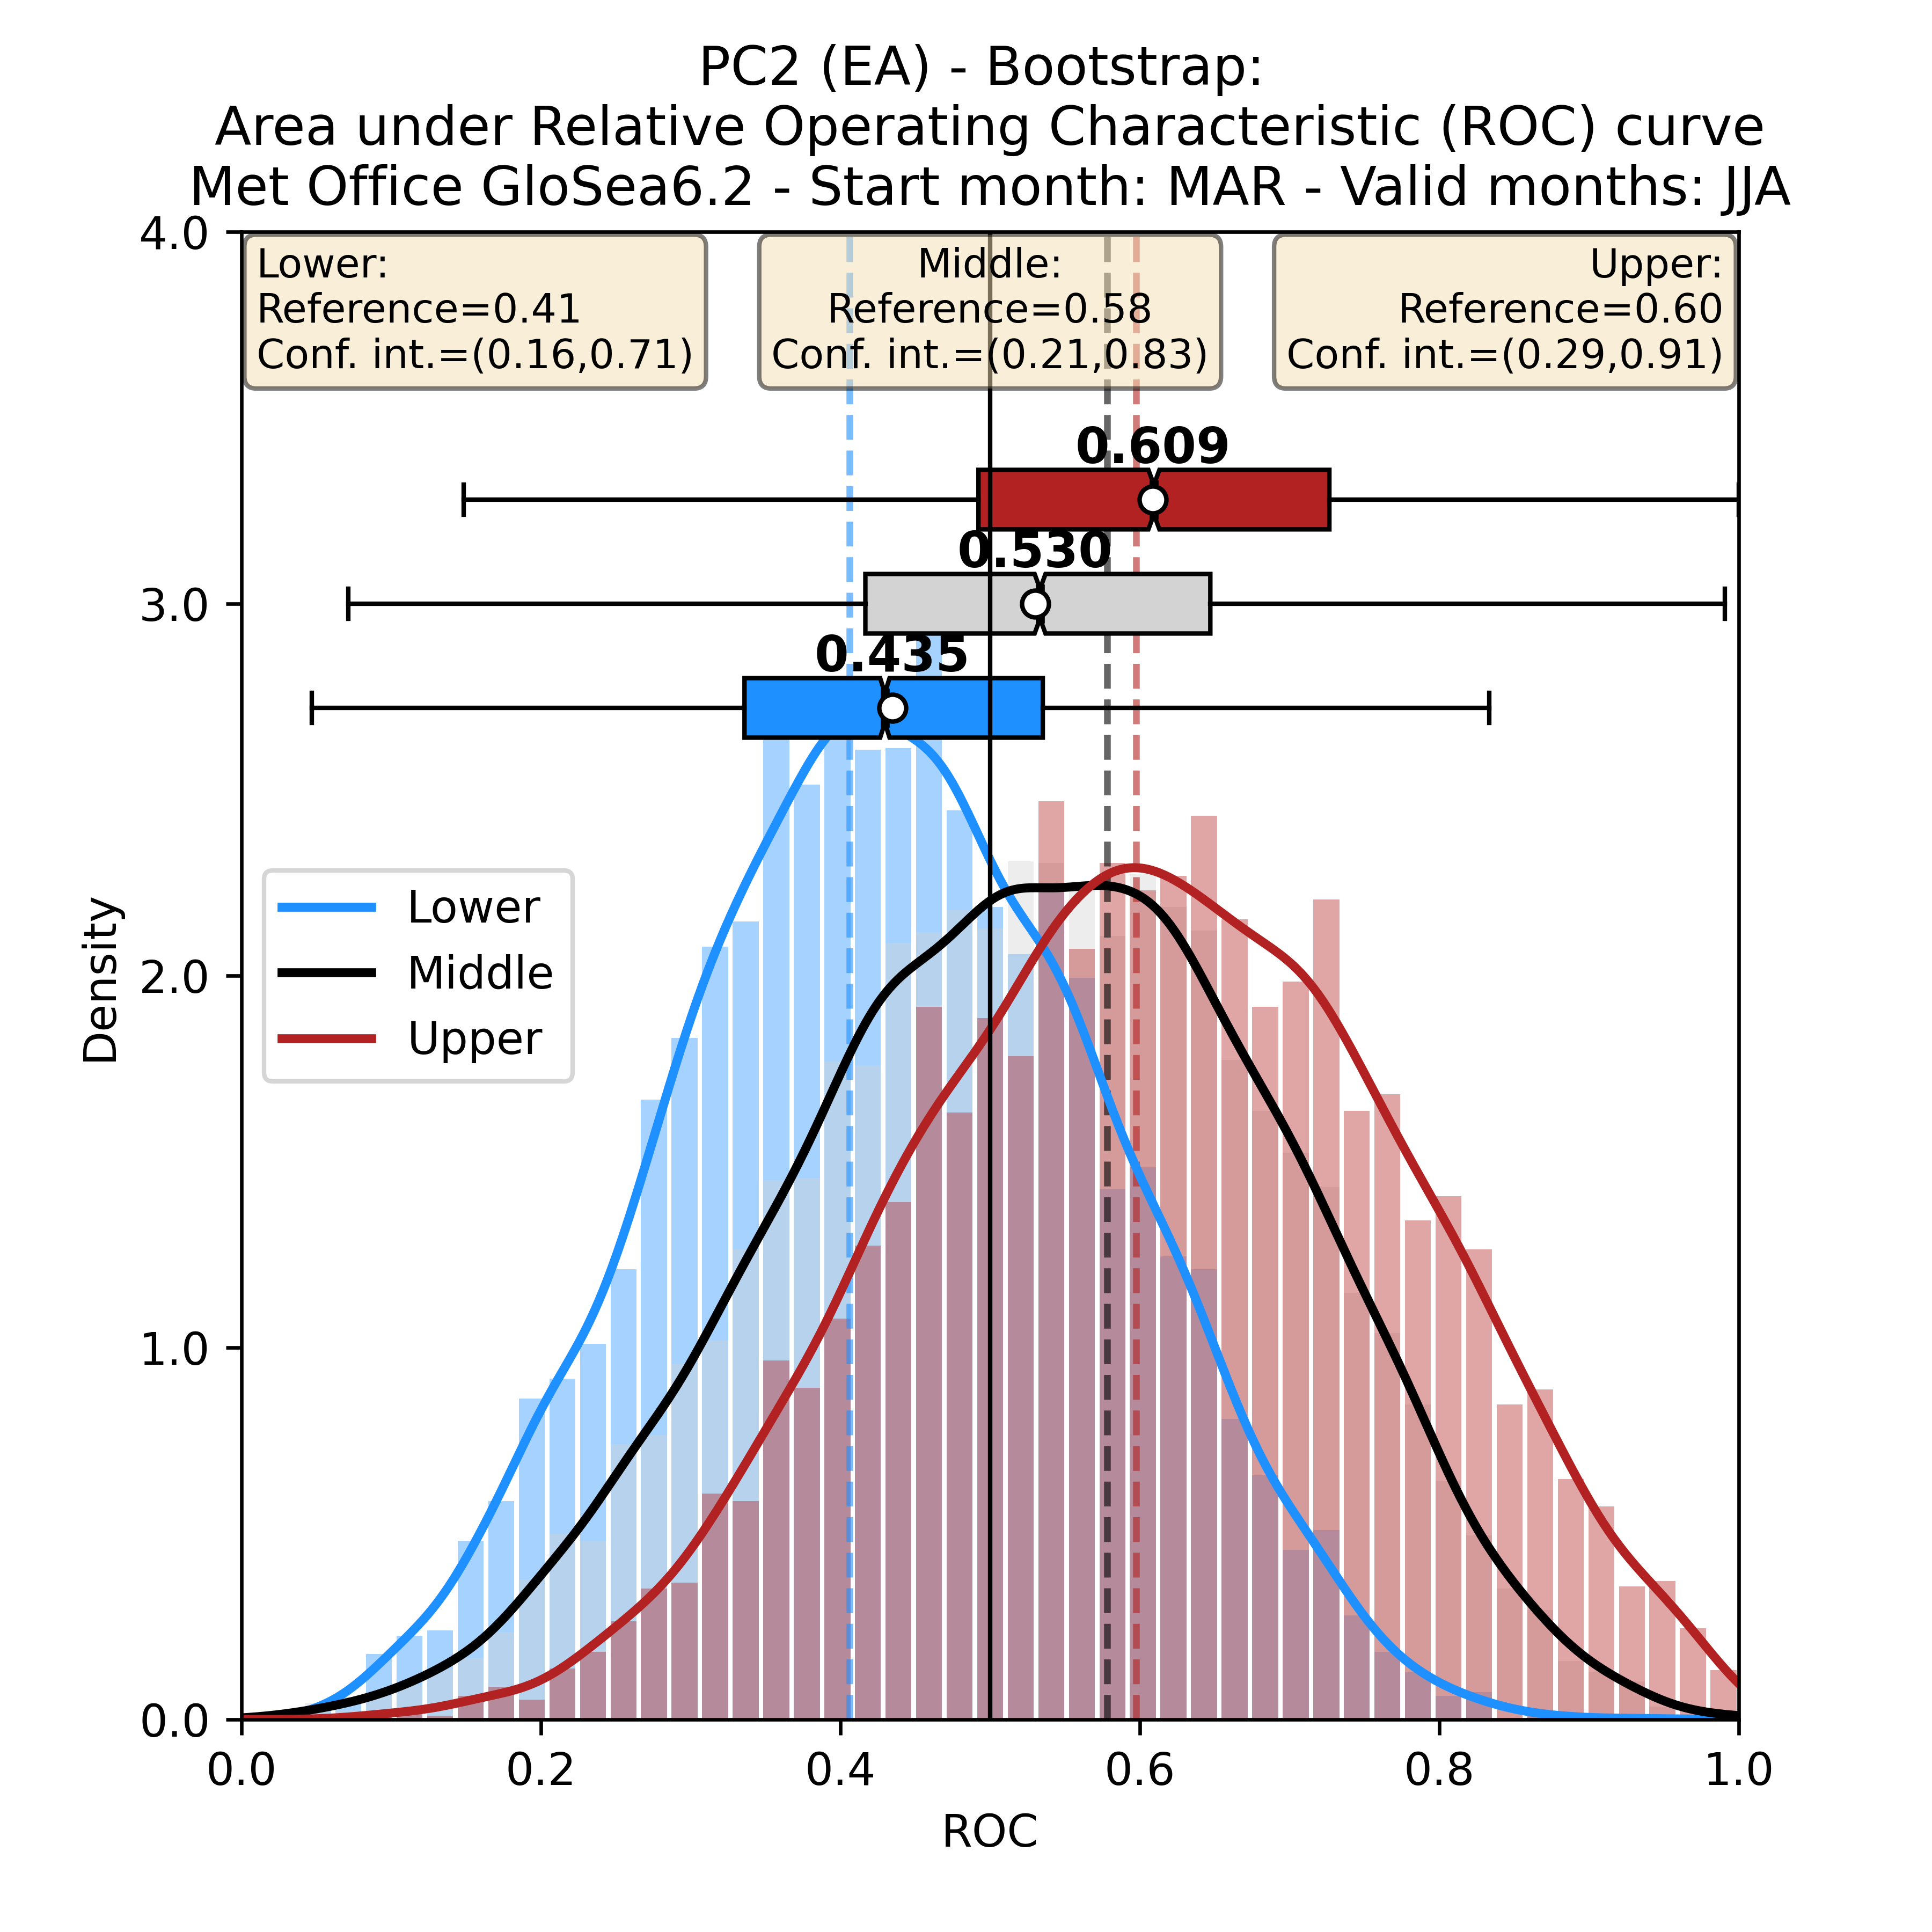 PC2 (EA) - Bootstrap:
Area under Relative Operating Characteristic (ROC) curve
Met Office GloSea6.2 - Start month: MAR - Valid months: JJA
Lower:
Reference=0.41
Conf. int.=(0.16,0.71)
Middle:
Reference=0.58
Conf. int.=(0.21,0.83)
Upper:
Reference=0.60
Conf. int.=(0.29,0.91)
0.609
0.530
0.435
Lower
Middle
Upper
Density
4.0
3.0
2.0
1.0
0.0
0.0 0.2 0.4 0.6 0.8 1.0
ROC